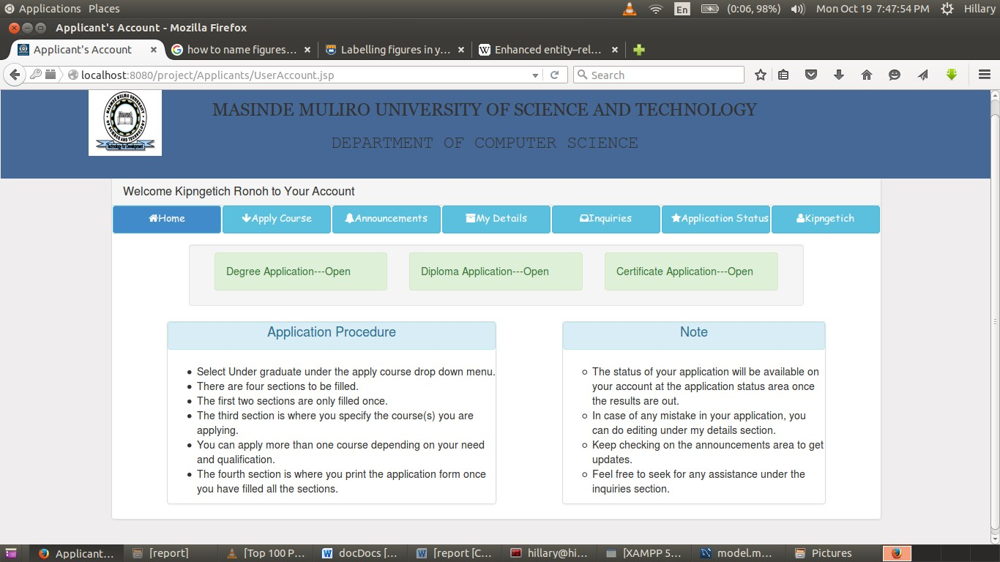 Applications Places
En
(0:06, 98%)
Mon Oct 19 7:47:54 PM
Hillary
Applicant's Account - Mozilla Firefox
Applicant's Account
how to name figures...
Labelling figures in y...
Enhanced entity–rel...
localhost:8080/project/Applicants/UserAccount.jsp
Search
MASINDE MULIRO UNIVERSITY OF SCIENCE AND TECHNOLOGY
DEPARTMENT OF COMPUTER SCIENCE
Welcome Kipngetich Ronoh to Your Account
Home
Apply Course
Announcements
My Details
Inquiries
Application Status
Kipngetich
Degree Application---Open
Diploma Application---Open
Certificate Application---Open
Application Procedure
Select Under graduate under the apply course drop down menu.
There are four sections to be filled.
The first two sections are only filled once.
The third section is where you specify the course(s) you are
applying.
You can apply more than one course depending on your need
and qualification.
The fourth section is where you print the application form once
you have filled all the sections.
Note
The status of your application will be available on
your account at the application status area once
the results are out.
In case of any mistake in your application, you
can do editing under my details section.
Keep checking on the announcements area to get
updates.
Feel free to seek for any assistance under the
inquiries section.
Applicant...
[report]
[Top 100 P...
docDocs [...
[report [C...
hillary@hi...
[XAMPP 5...
model.m...
Pictures